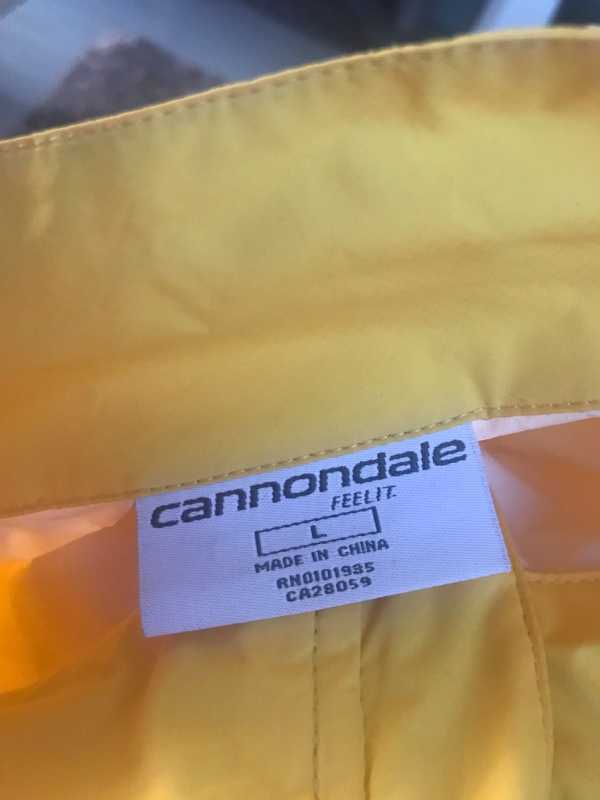 cannondale
FEEL IT.
L
MADE IN CHINA
RN0101985
CA28059